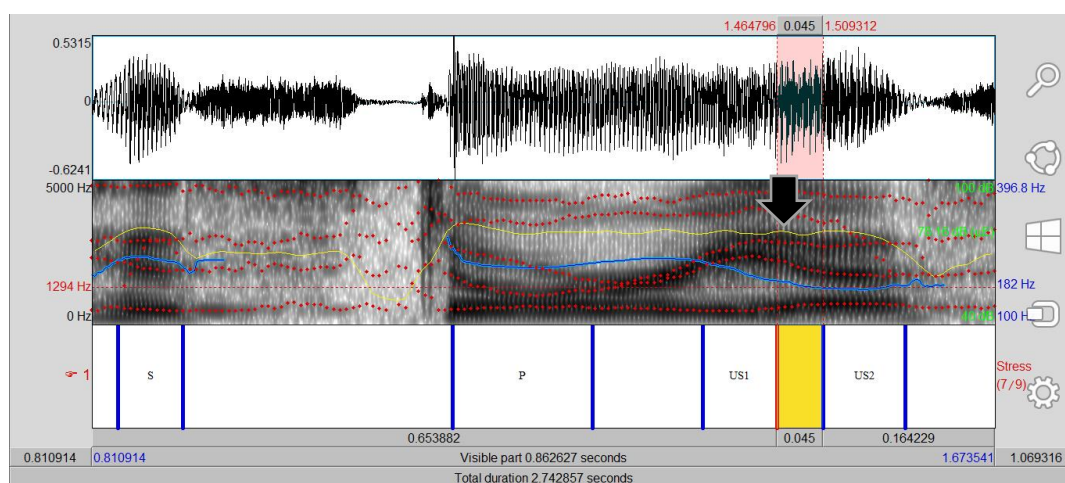 1.464796 0.045 1.509312
0.5315
0
-0.6241
5000 Hz 100 dB 396.8 Hz
1294 Hz 182 Hz
0 Hz 100 H
1 S P US1 US2 Stress
(7/9)
0.653882 0.045 0.164229
0.810914 0.810914 Visible part 0.862627 seconds 1.673541 1.069316
Total duration 2.742857 seconds